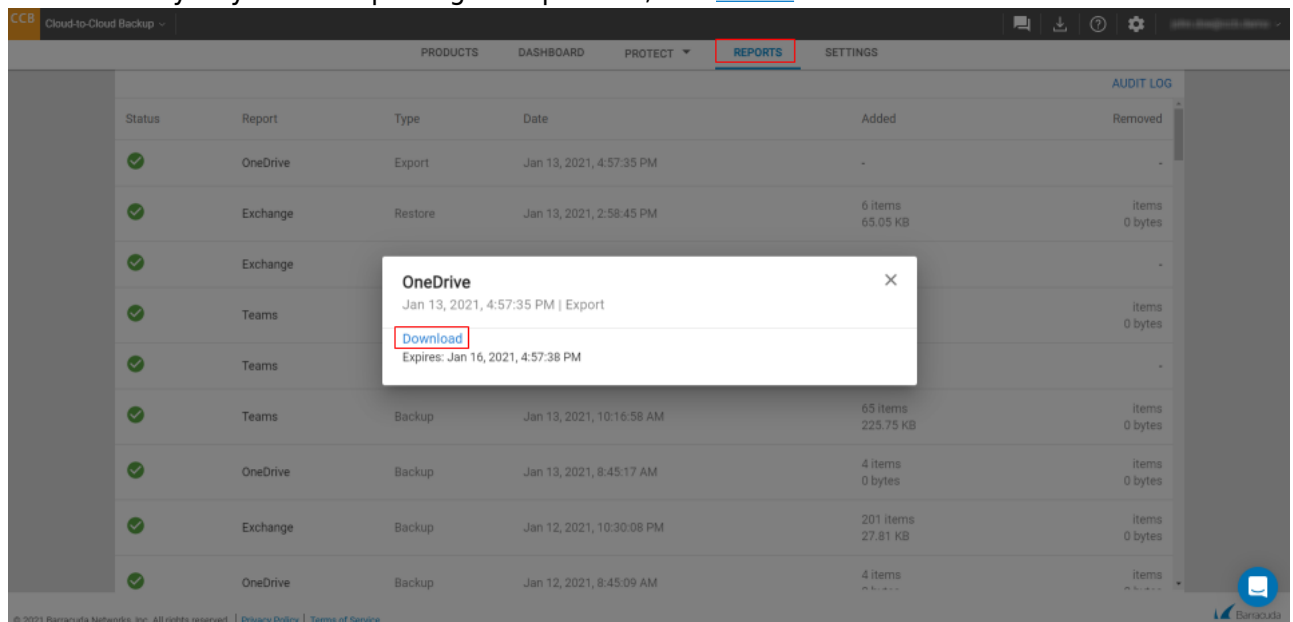 CCB Cloud-to-Cloud Backup
PRODUCTS DASHBOARD PROTECT REPORTS SETTINGS
AUDIT LOG
Status Report Type Date Added Removed
OneDrive Export Jan 13, 2021, 4:57:35 PM - -
Exchange Restore Jan 13, 2021, 2:58:45 PM 6 items items
65.05 KB 0 bytes
Exchange -
OneDrive
Jan 13, 2021, 4:57:35 PM | Export
Download
Expires: Jan 16, 2021, 4:57:38 PM
Teams items
0 bytes
Teams -
Teams Backup Jan 13, 2021, 10:16:58 AM 65 items items
225.75 KB 0 bytes
OneDrive Backup Jan 13, 2021, 8:45:17 AM 4 items items
0 bytes 0 bytes
Exchange Backup Jan 12, 2021, 10:30:08 PM 201 items items
27.81 KB 0 bytes
OneDrive Backup Jan 12, 2021, 8:45:09 AM 4 items items
© 2021 Barracuda Networks, Inc. All rights reserved. | Privacy Policy | Terms of Service
Barracuda